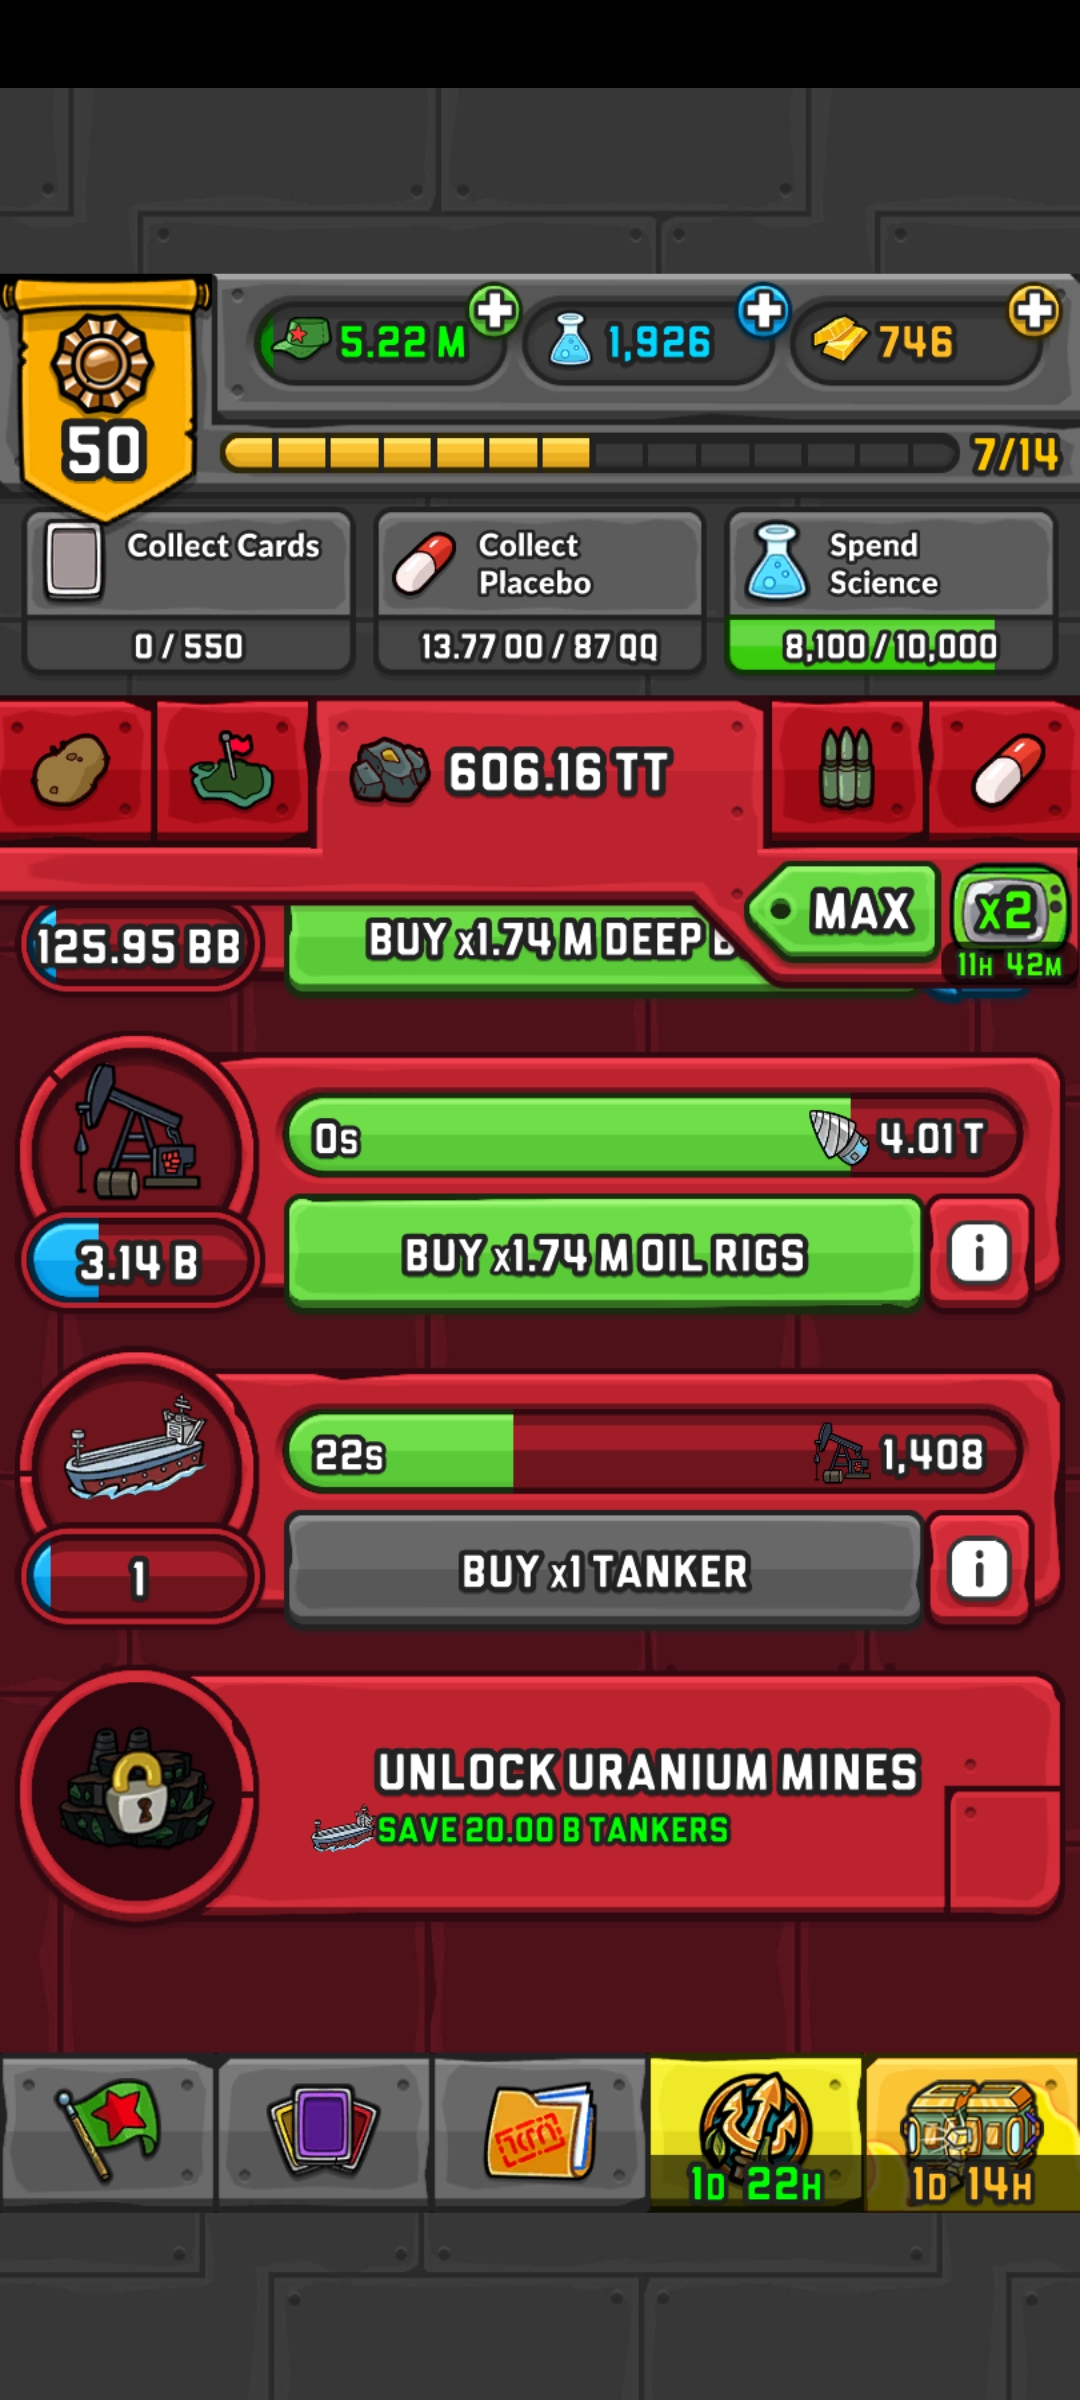 5.22 M
1,926
746
50
7/14
Collect Cards
0 / 550
Collect
Placebo
13.77 OO / 87 QQ
Spend
Science
8,100 / 10,000
606.16 TT
MAX
x2
11H 42M
125.95 BB
BUY x1.74 M DEEP B
0s
4.01 T
3.14 B
BUY x1.74 M OIL RIGS
i
22s
1,408
1
BUY x1 TANKER
i
UNLOCK URANIUM MINES
SAVE 20.00 B TANKERS
1D 22H
1D 14H